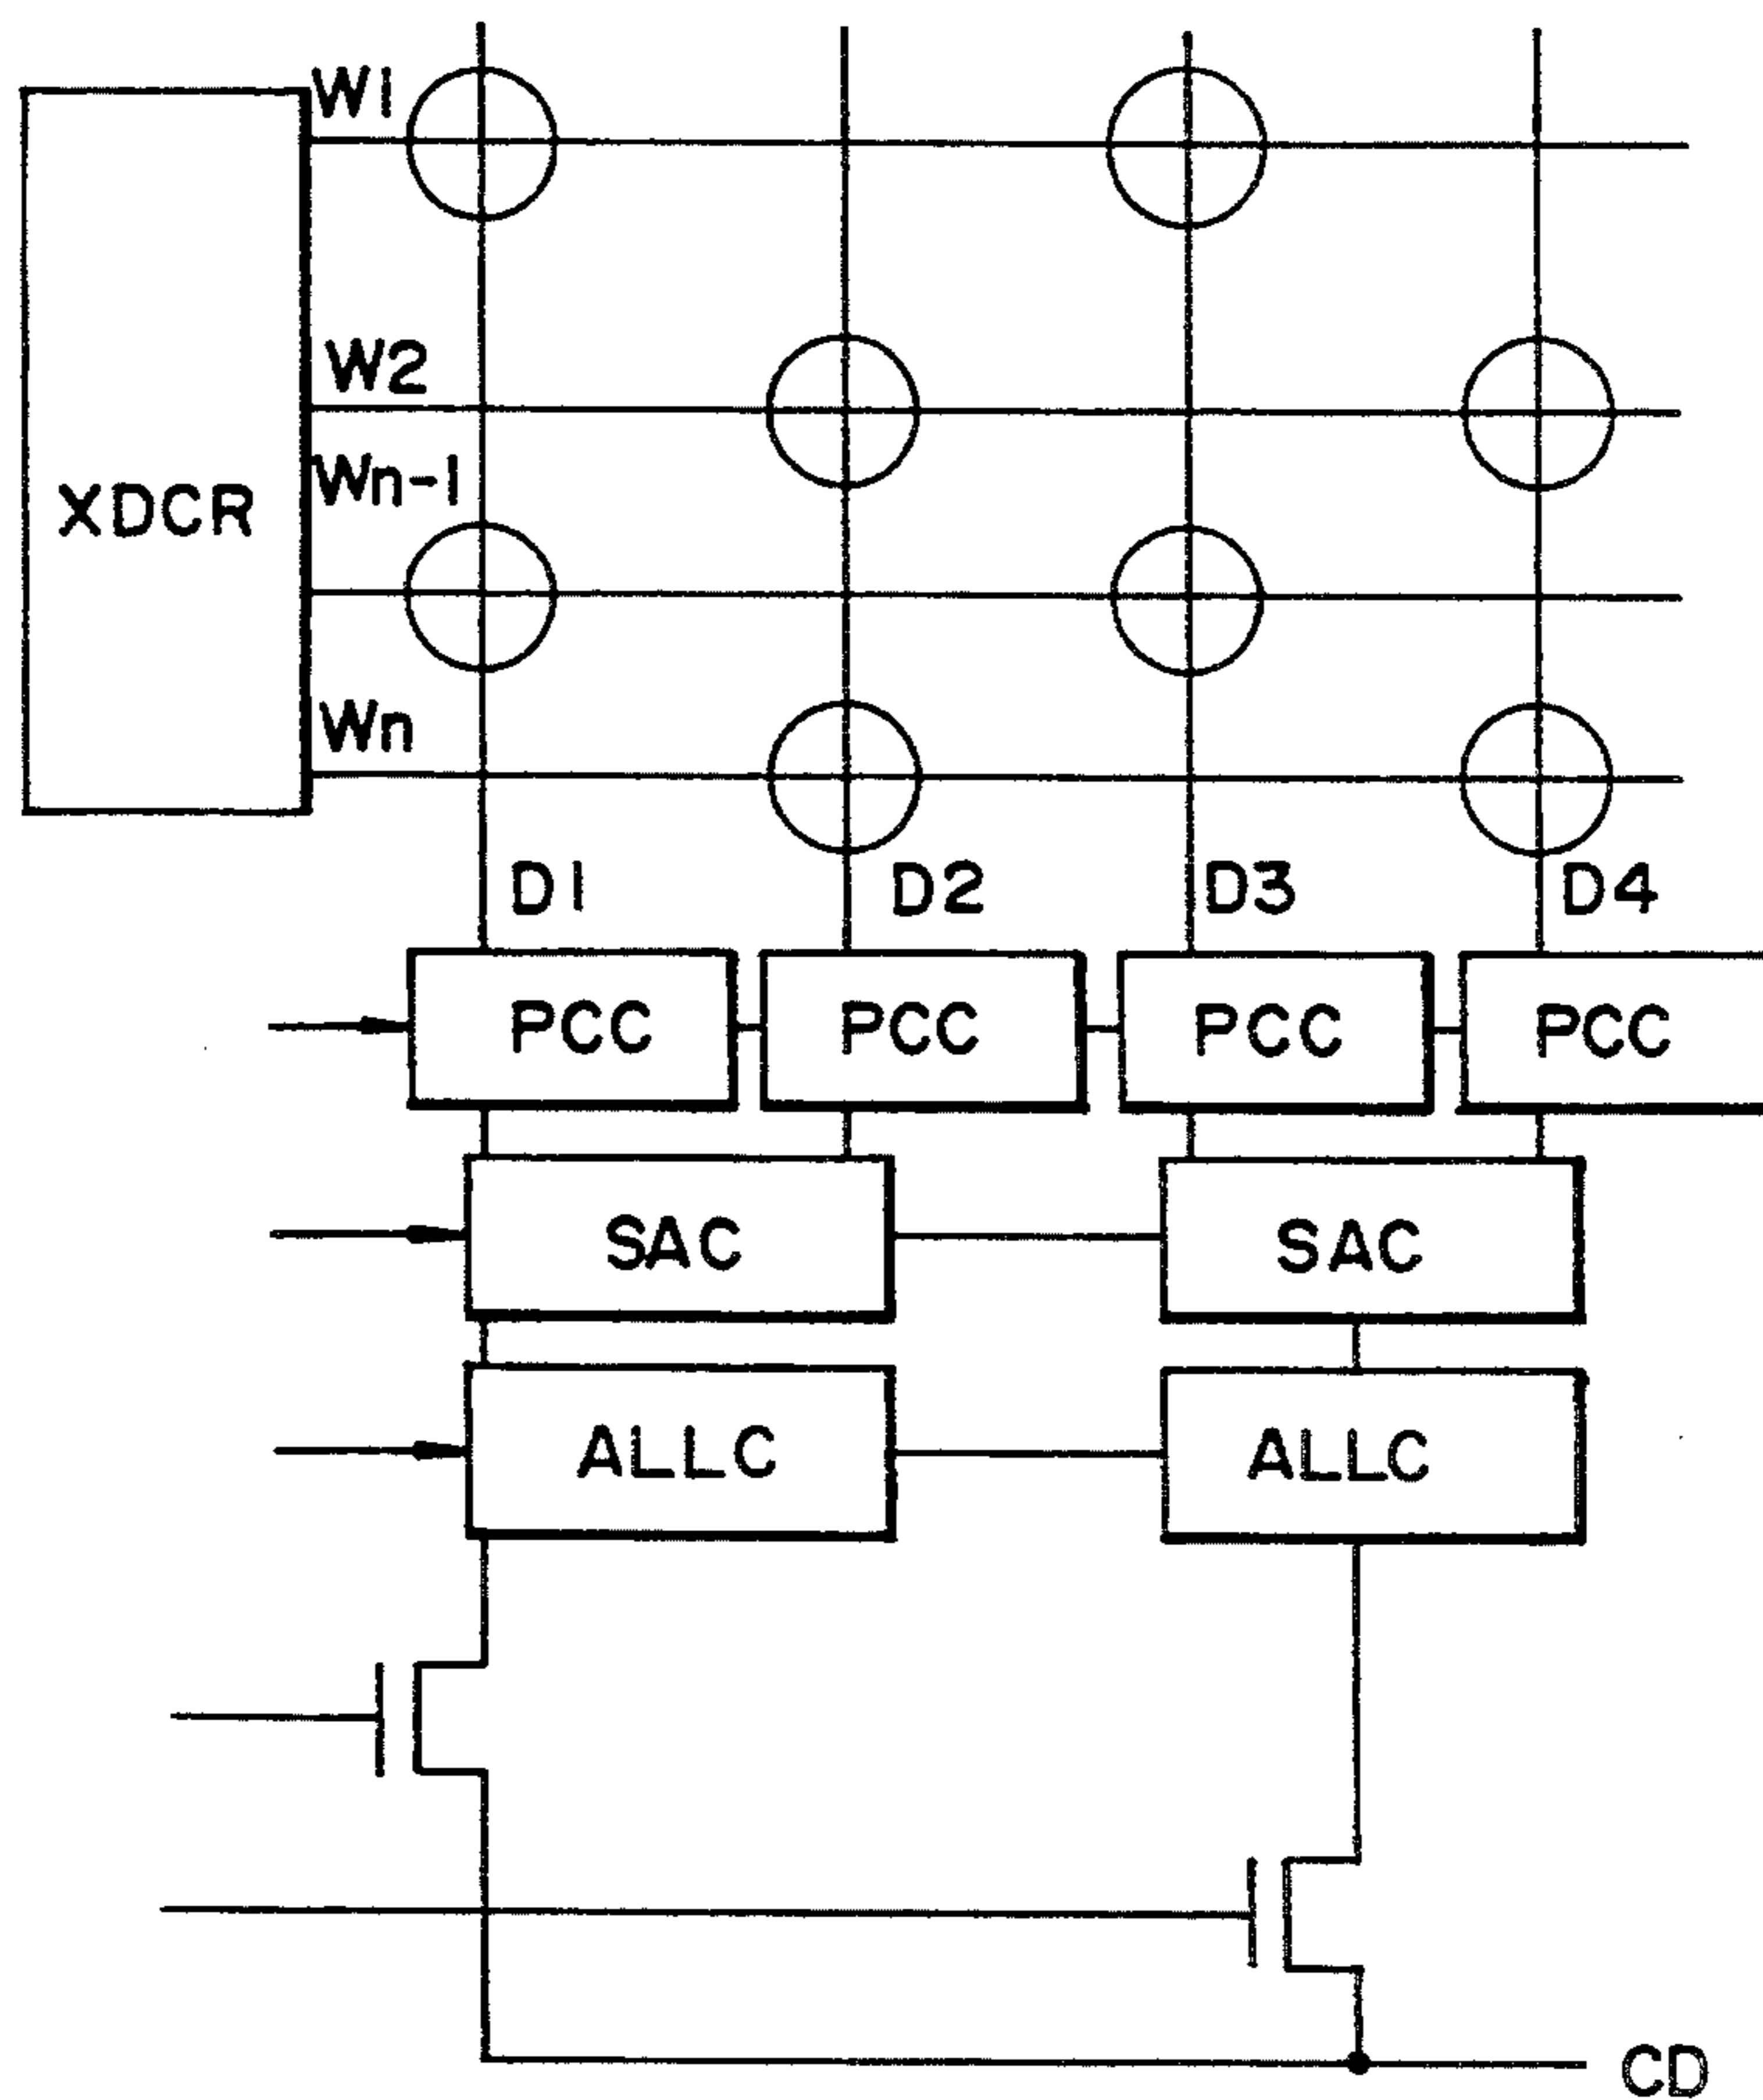 W1
W2
XDCR
Wn-1
Wn
D1 D2 D3 D4
PCC PCC PCC PCC
SAC SAC
ALLC ALLC
CD